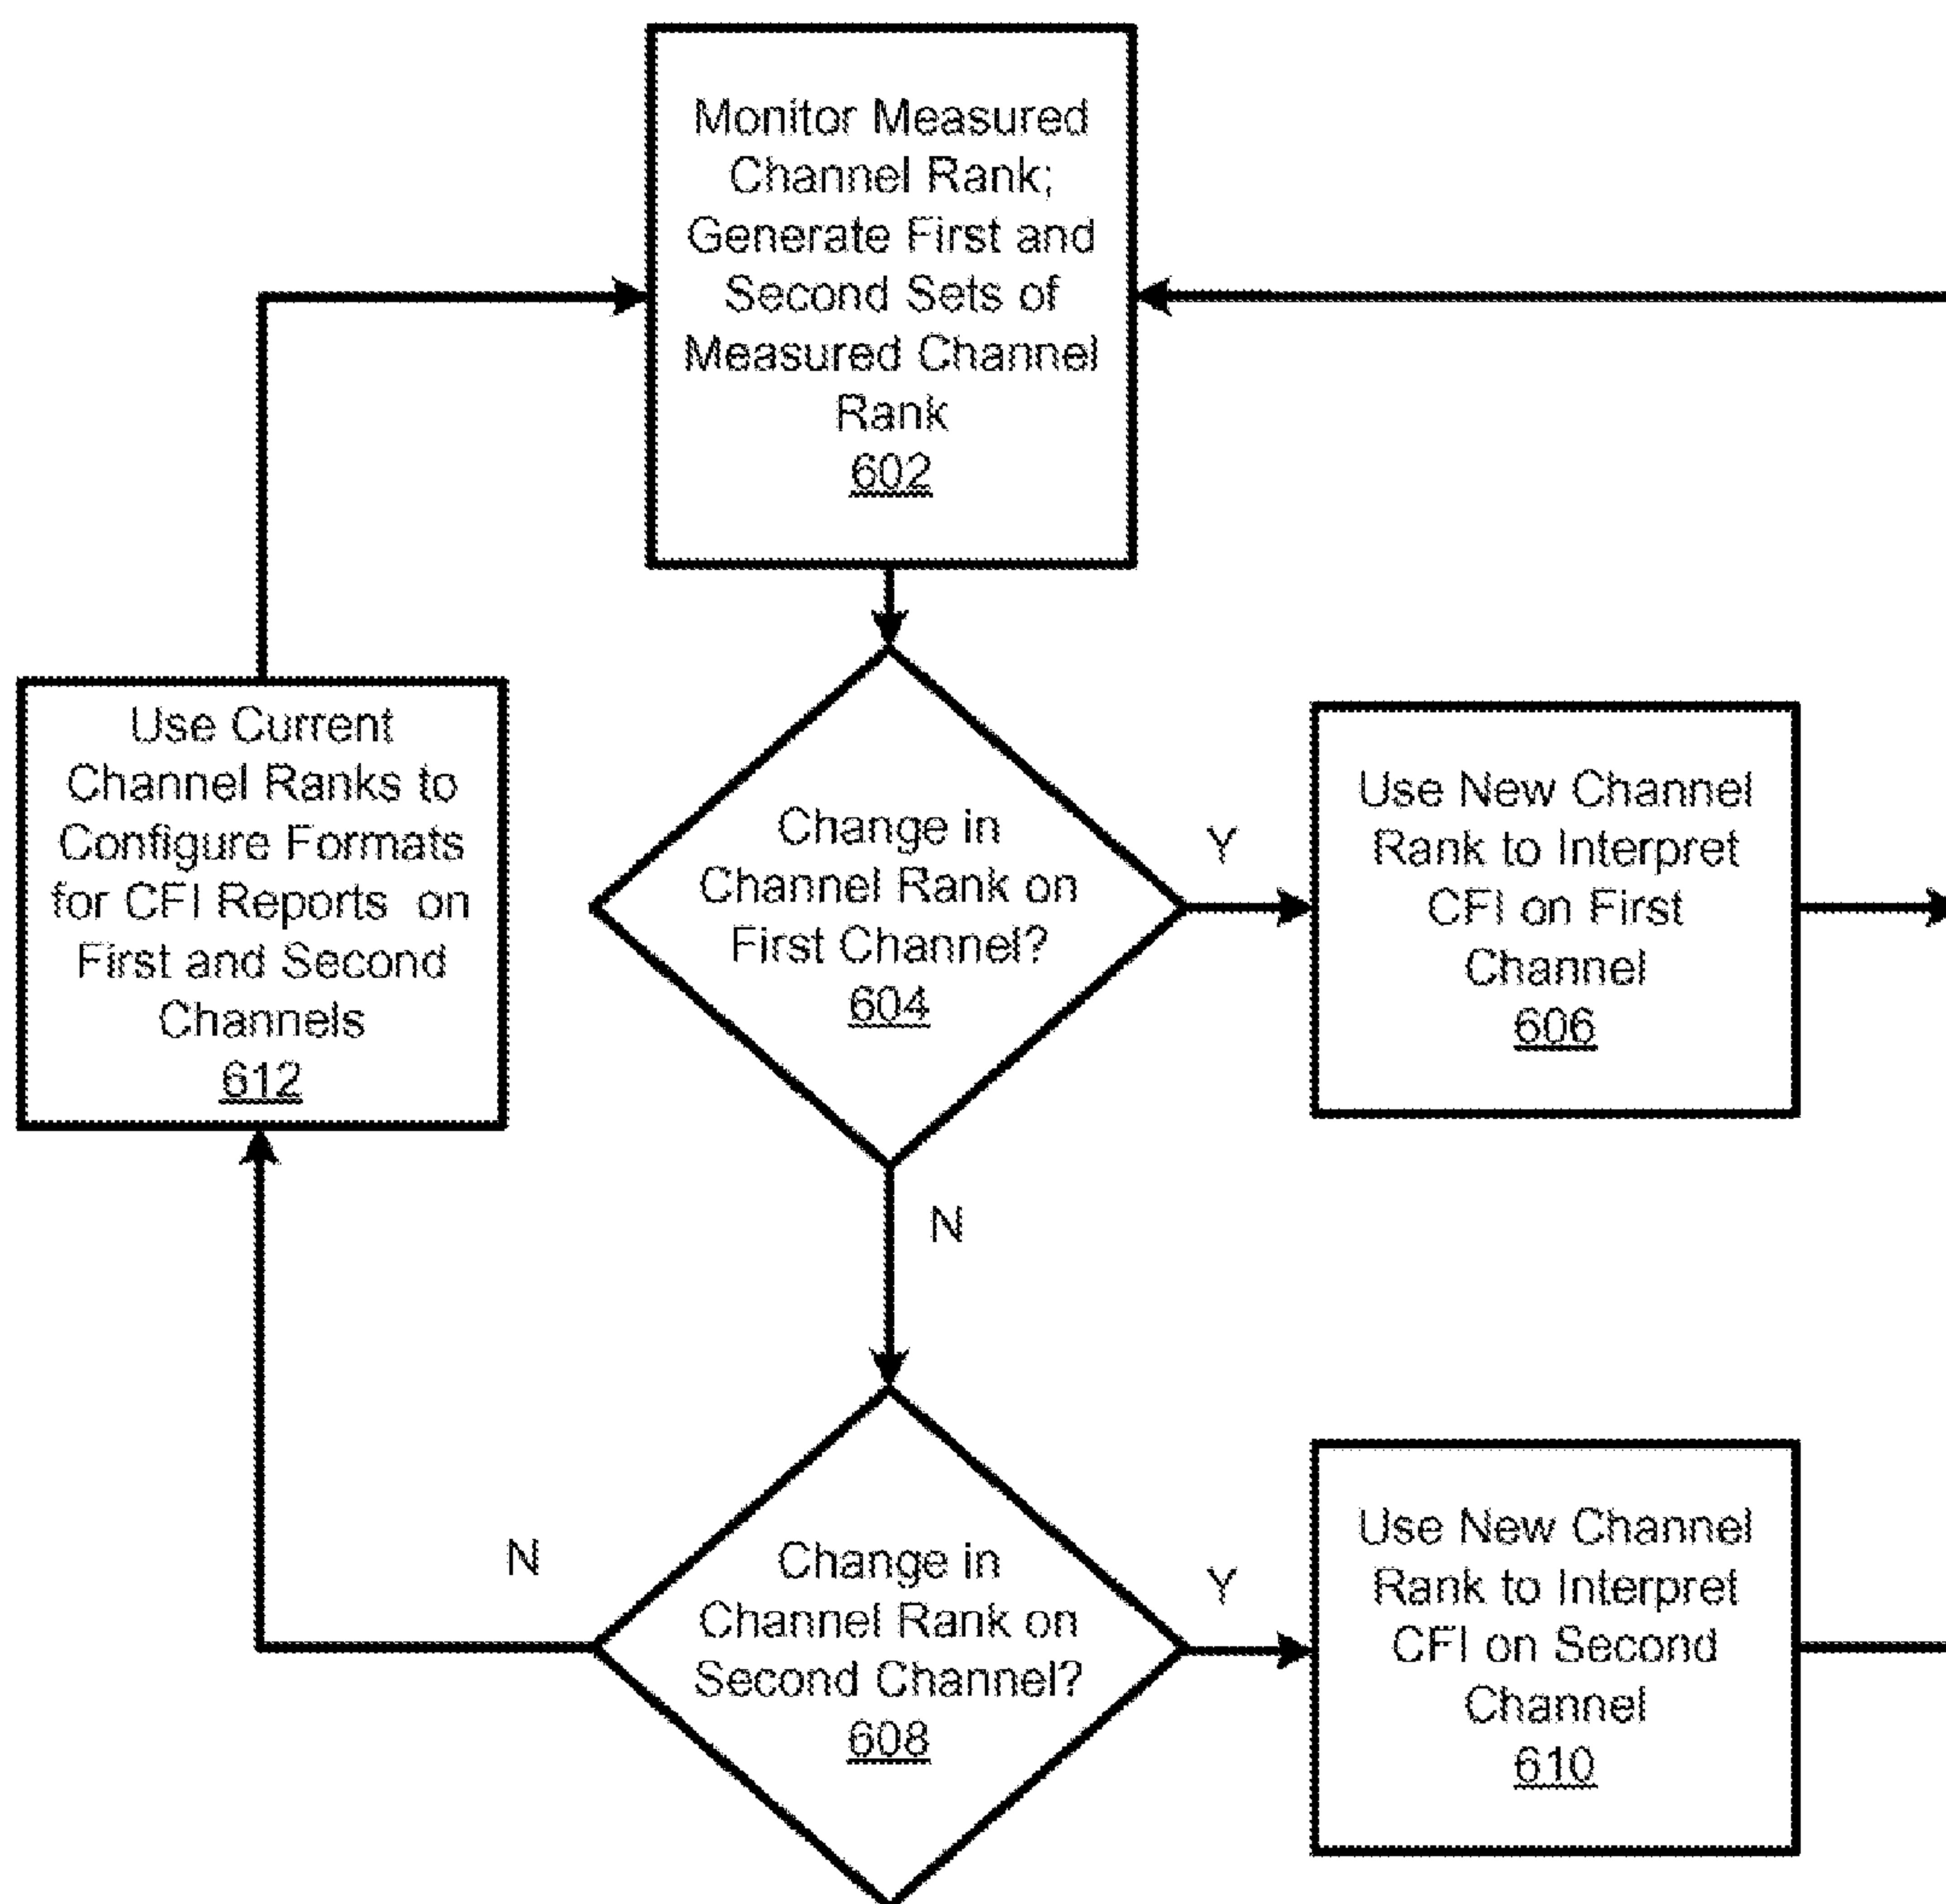 Monitor Measured
Channel Rank;
Generate First and
Second Sets of
Measured Channel
Rank
602
Use Current
Channel Ranks to
Configure Formats
for CFI Reports on
First and Second
Channels
612
Change in
Channel Rank on
First Channel?
604
Y
Use New Channel
Rank to Interpret
CFI on First
Channel
606
N
Change in
Channel Rank on
Second Channel?
608
N
Y
Use New Channel
Rank to Interpret
CFI on Second
Channel
610